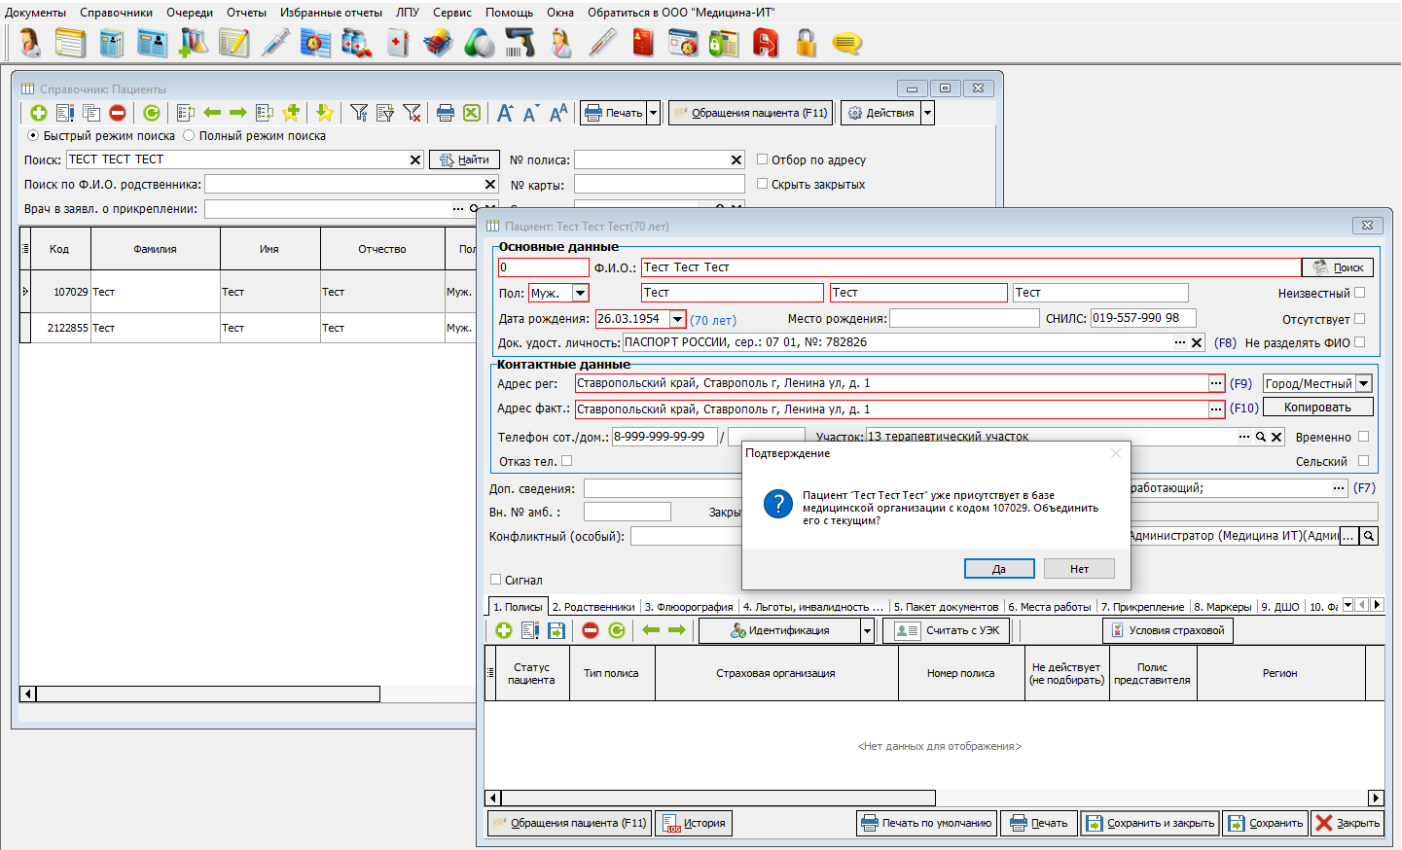 Документы Справочники Очереди Отчеты Избранные отчеты ЛПУ Сервис Помощь Окна Обратиться в ООО "Медицина-ИТ"
Справочник: Пациенты
Печать Обращения пациента (F11) Действия
Быстрый режим поиска Полный режим поиска
Поиск: ТЕСТ ТЕСТ ТЕСТ Найти № полиса: Отбор по адресу
Поиск по Ф.И.О. родственника: № карты: Скрыть закрытых
Врач в заявл. о прикреплении:
Код Фамилия Имя Отчество Пол
107029 Тест Тест Тест Муж.
2122855 Тест Тест Тест Муж.
Пациент: Тест Тест Тест(70 лет)
Основные данные
0 Ф.И.О.: Тест Тест Тест Поиск
Пол: Муж. Тест Тест Тест Неизвестный
Дата рождения: 26.03.1954 (70 лет) Место рождения: СНИЛС: 019-557-990 98 Отсутствует
Док. удост. личность: ПАСПОРТ РОССИИ, сер.: 07 01, №: 782826 ... (F8) Не разделять ФИО
Контактные данные
Адрес рег: Ставропольский край, Ставрополь г, Ленина ул, д. 1 ... (F9) Город/Местный
Адрес факт.: Ставропольский край, Ставрополь г, Ленина ул, д. 1 ... (F10) Копировать
Телефон сот./дом.: 8-999-999-99-99 / Участок: 13 терапевтический участок ... Временно
Отказ тел. Сельский
Доп. сведения: работающий; ... (F7)
Вн. № амб. : Закры
Конфликтный (особый): Администратор (Медицина ИТ)(Адми ...
Сигнал
Подтверждение
Пациент "Тест Тест Тест" уже присутствует в базе
медицинской организации с кодом 107029. Объединить
его с текущим?
Да Нет
1. Полисы 2. Родственники 3. Флюорография 4. Льготы, инвалидность ... 5. Пакет документов 6. Места работы 7. Прикрепление 8. Маркеры 9. ДШО 10.
Идентификация Считать с УЭК Условия страховой
Статус пациента Тип полиса Страховая организация Номер полиса Не действует (не подбирать) Полис представителя Регион
<Нет данных для отображения>
Обращения пациента (F11) История Печать по умолчанию Печать Сохранить и закрыть Сохранить Закрыть